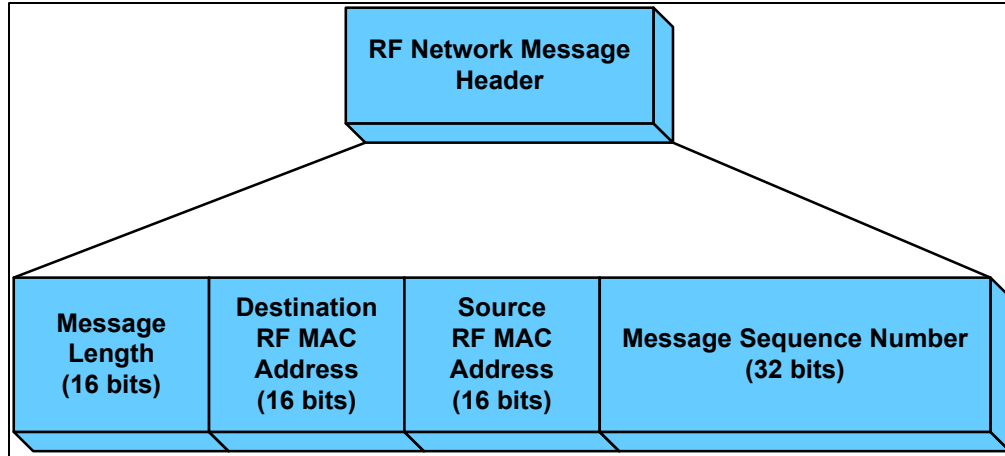 RF Network Message
Header
Message
Length
(16 bits)
Destination
RF MAC
Address
(16 bits)
Source
RF MAC
Address
(16 bits)
Message Sequence Number
(32 bits)